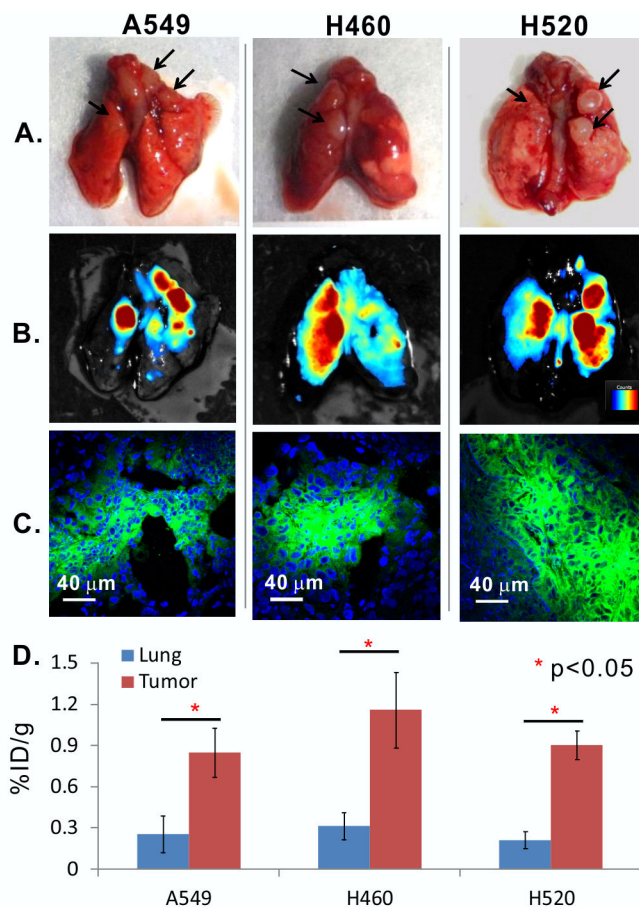 A549 H460 H520
A.
B.
Counts
C.
40 μm 40 μm 40 μm
D.
Lung
Tumor
* p<0.05
1.5
1.2
0.9
0.6
0.3
0
%ID/g
* * *
A549 H460 H520